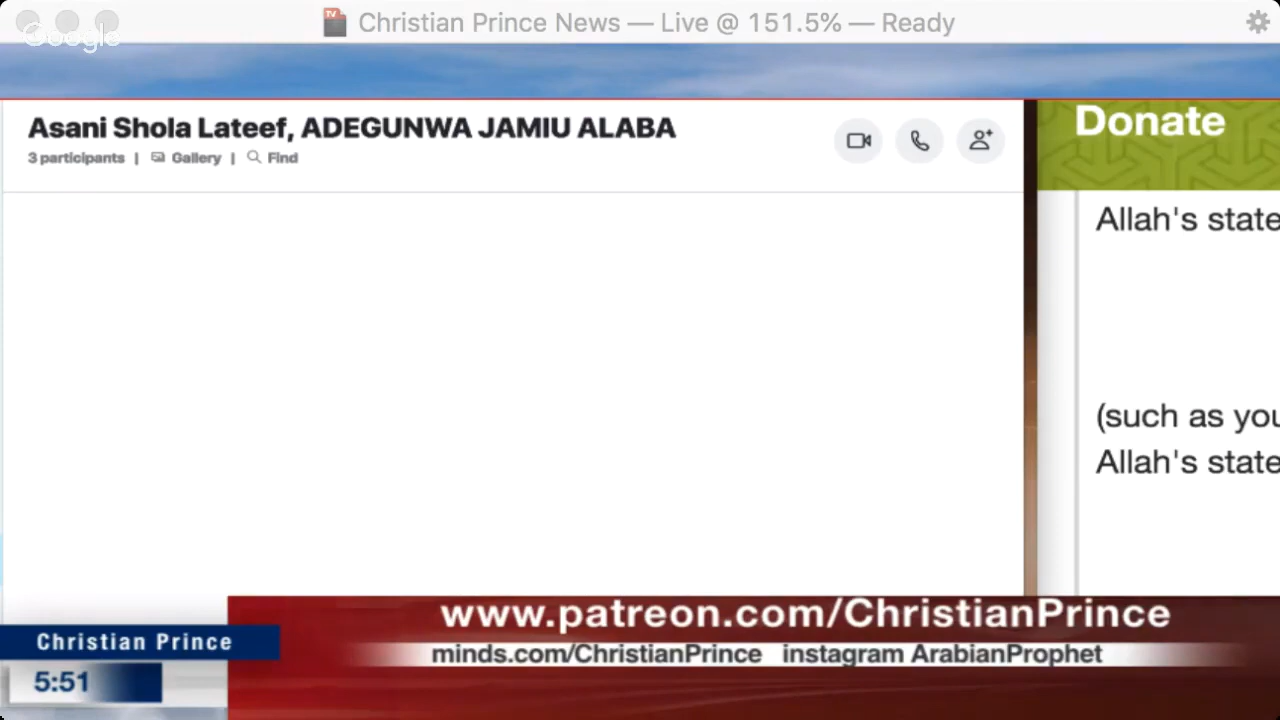 Christian Prince News — Live @ 151.5% — Ready
Google
Asani Shola Lateef, ADEGUNWA JAMIU ALABA
3 participants | Gallery | Find
Donate
Allah's state
(such as you
Allah's state
www.patreon.com/ChristianPrince
Christian Prince
minds.com/ChristianPrince instagram ArabianProphet
5:51